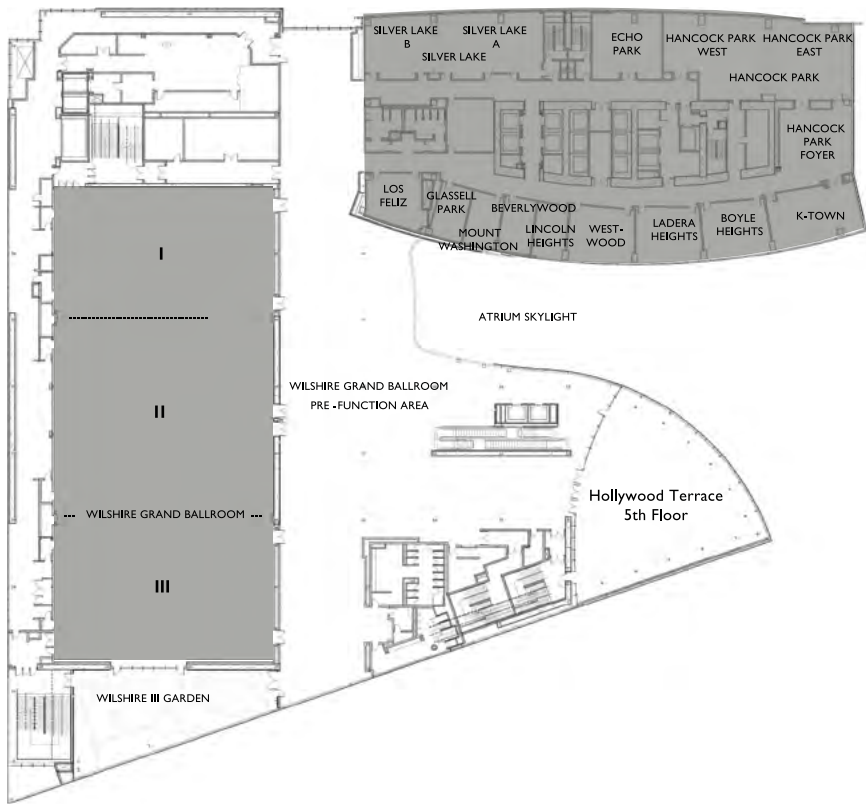 SILVER LAKE
B
SILVER LAKE
A
SILVER LAKE
ECHO
PARK
HANCOCK PARK
WEST
HANCOCK PARK
EAST
HANCOCK PARK
HANCOCK
PARK
FOYER
LOS
FELIZ
GLASSELL
PARK
MOUNT
WASHINGTON
BEVERLYWOOD
LINCOLN
HEIGHTS
WEST-
WOOD
LADERA
HEIGHTS
BOYLE
HEIGHTS
K-TOWN
I
ATRIUM SKYLIGHT
WILSHIRE GRAND BALLROOM
PRE -FUNCTION AREA
II
Hollywood Terrace
5th Floor
WILSHIRE GRAND BALLROOM
III
WILSHIRE III GARDEN